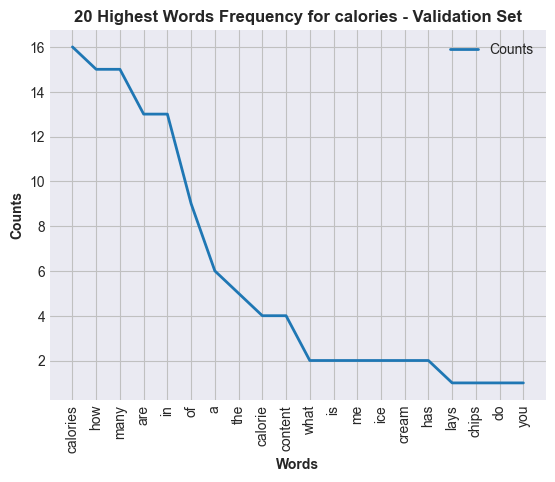 20 Highest Words Frequency for calories - Validation Set
Counts
16
14
12
10
8
6
4
2
Counts
calories
how
many
are
in
of
a
the
calorie
content
what
is
me
ice
cream
has
lays
chips
do
you
Words